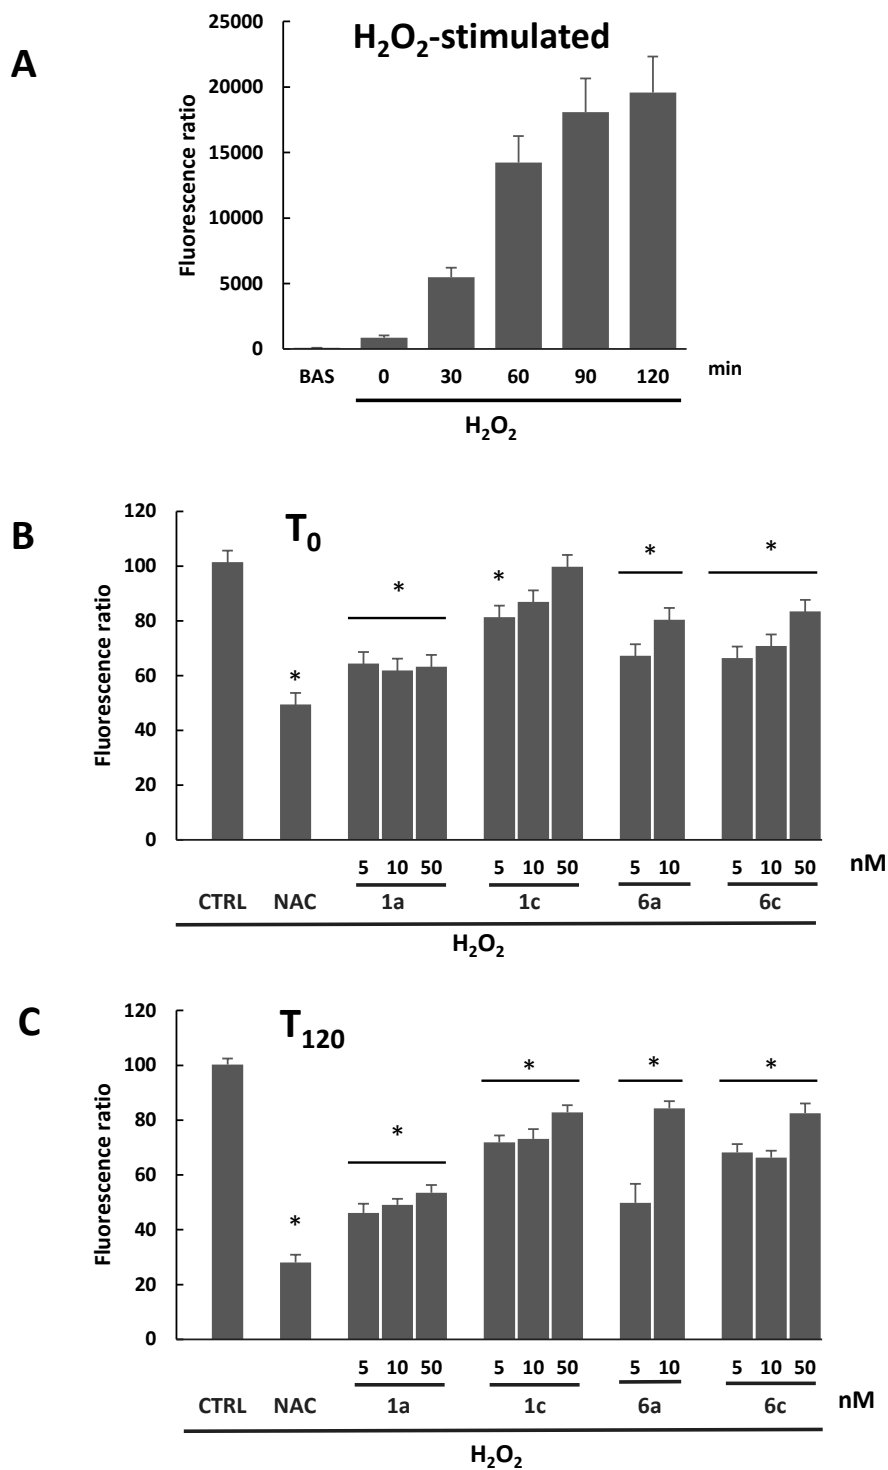 A
H₂O₂-stimulated
Fluorescence ratio
25000
20000
15000
10000
5000
0
BAS 0 30 60 90 120 min
H₂O₂
B
T₀
Fluorescence ratio
120
100
80
60
40
20
0
* * * * *
5 10 50 5 10 50 5 10 5 10 50 nM
CTRL NAC 1a 1c 6a 6c
H₂O₂
C
T₁₂₀
Fluorescence ratio
120
100
80
60
40
20
0
* * * * *
5 10 50 5 10 50 5 10 5 10 50
CTRL NAC 1a 1c 6a 6c nM
H₂O₂